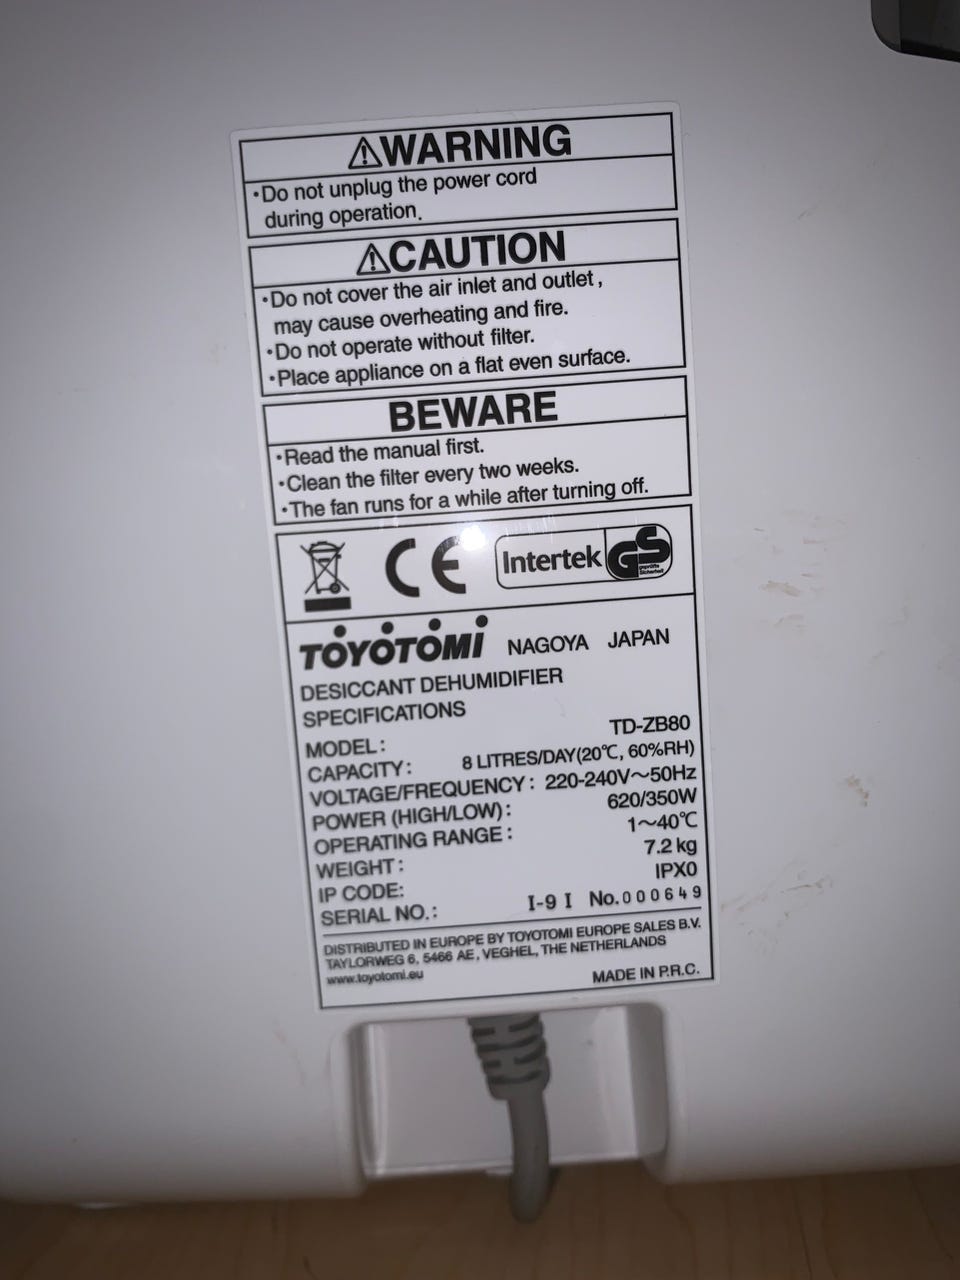 ⚠WARNING
•Do not unplug the power cord
during operation.
⚠CAUTION
•Do not cover the air inlet and outlet,
may cause overheating and fire.
•Do not operate without filter.
•Place appliance on a flat even surface.
BEWARE
•Read the manual first.
•Clean the filter every two weeks.
•The fan runs for a while after turning off.
CE Intertek GS geprüfte Sicherheit
TOYOTOMI NAGOYA JAPAN
DESICCANT DEHUMIDIFIER
SPECIFICATIONS
MODEL: TD-ZB80
CAPACITY: 8 LITRES/DAY(20℃, 60%RH)
VOLTAGE/FREQUENCY: 220-240V～50Hz
POWER (HIGH/LOW): 620/350W
OPERATING RANGE: 1～40℃
WEIGHT: 7.2 kg
IP CODE: IPX0
SERIAL NO.: I-9 I No.000649
DISTRIBUTED IN EUROPE BY TOYOTOMI EUROPE SALES B.V.
TAYLORWEG 6, 5466 AE, VEGHEL, THE NETHERLANDS
www.toyotomi.eu MADE IN P.R.C.